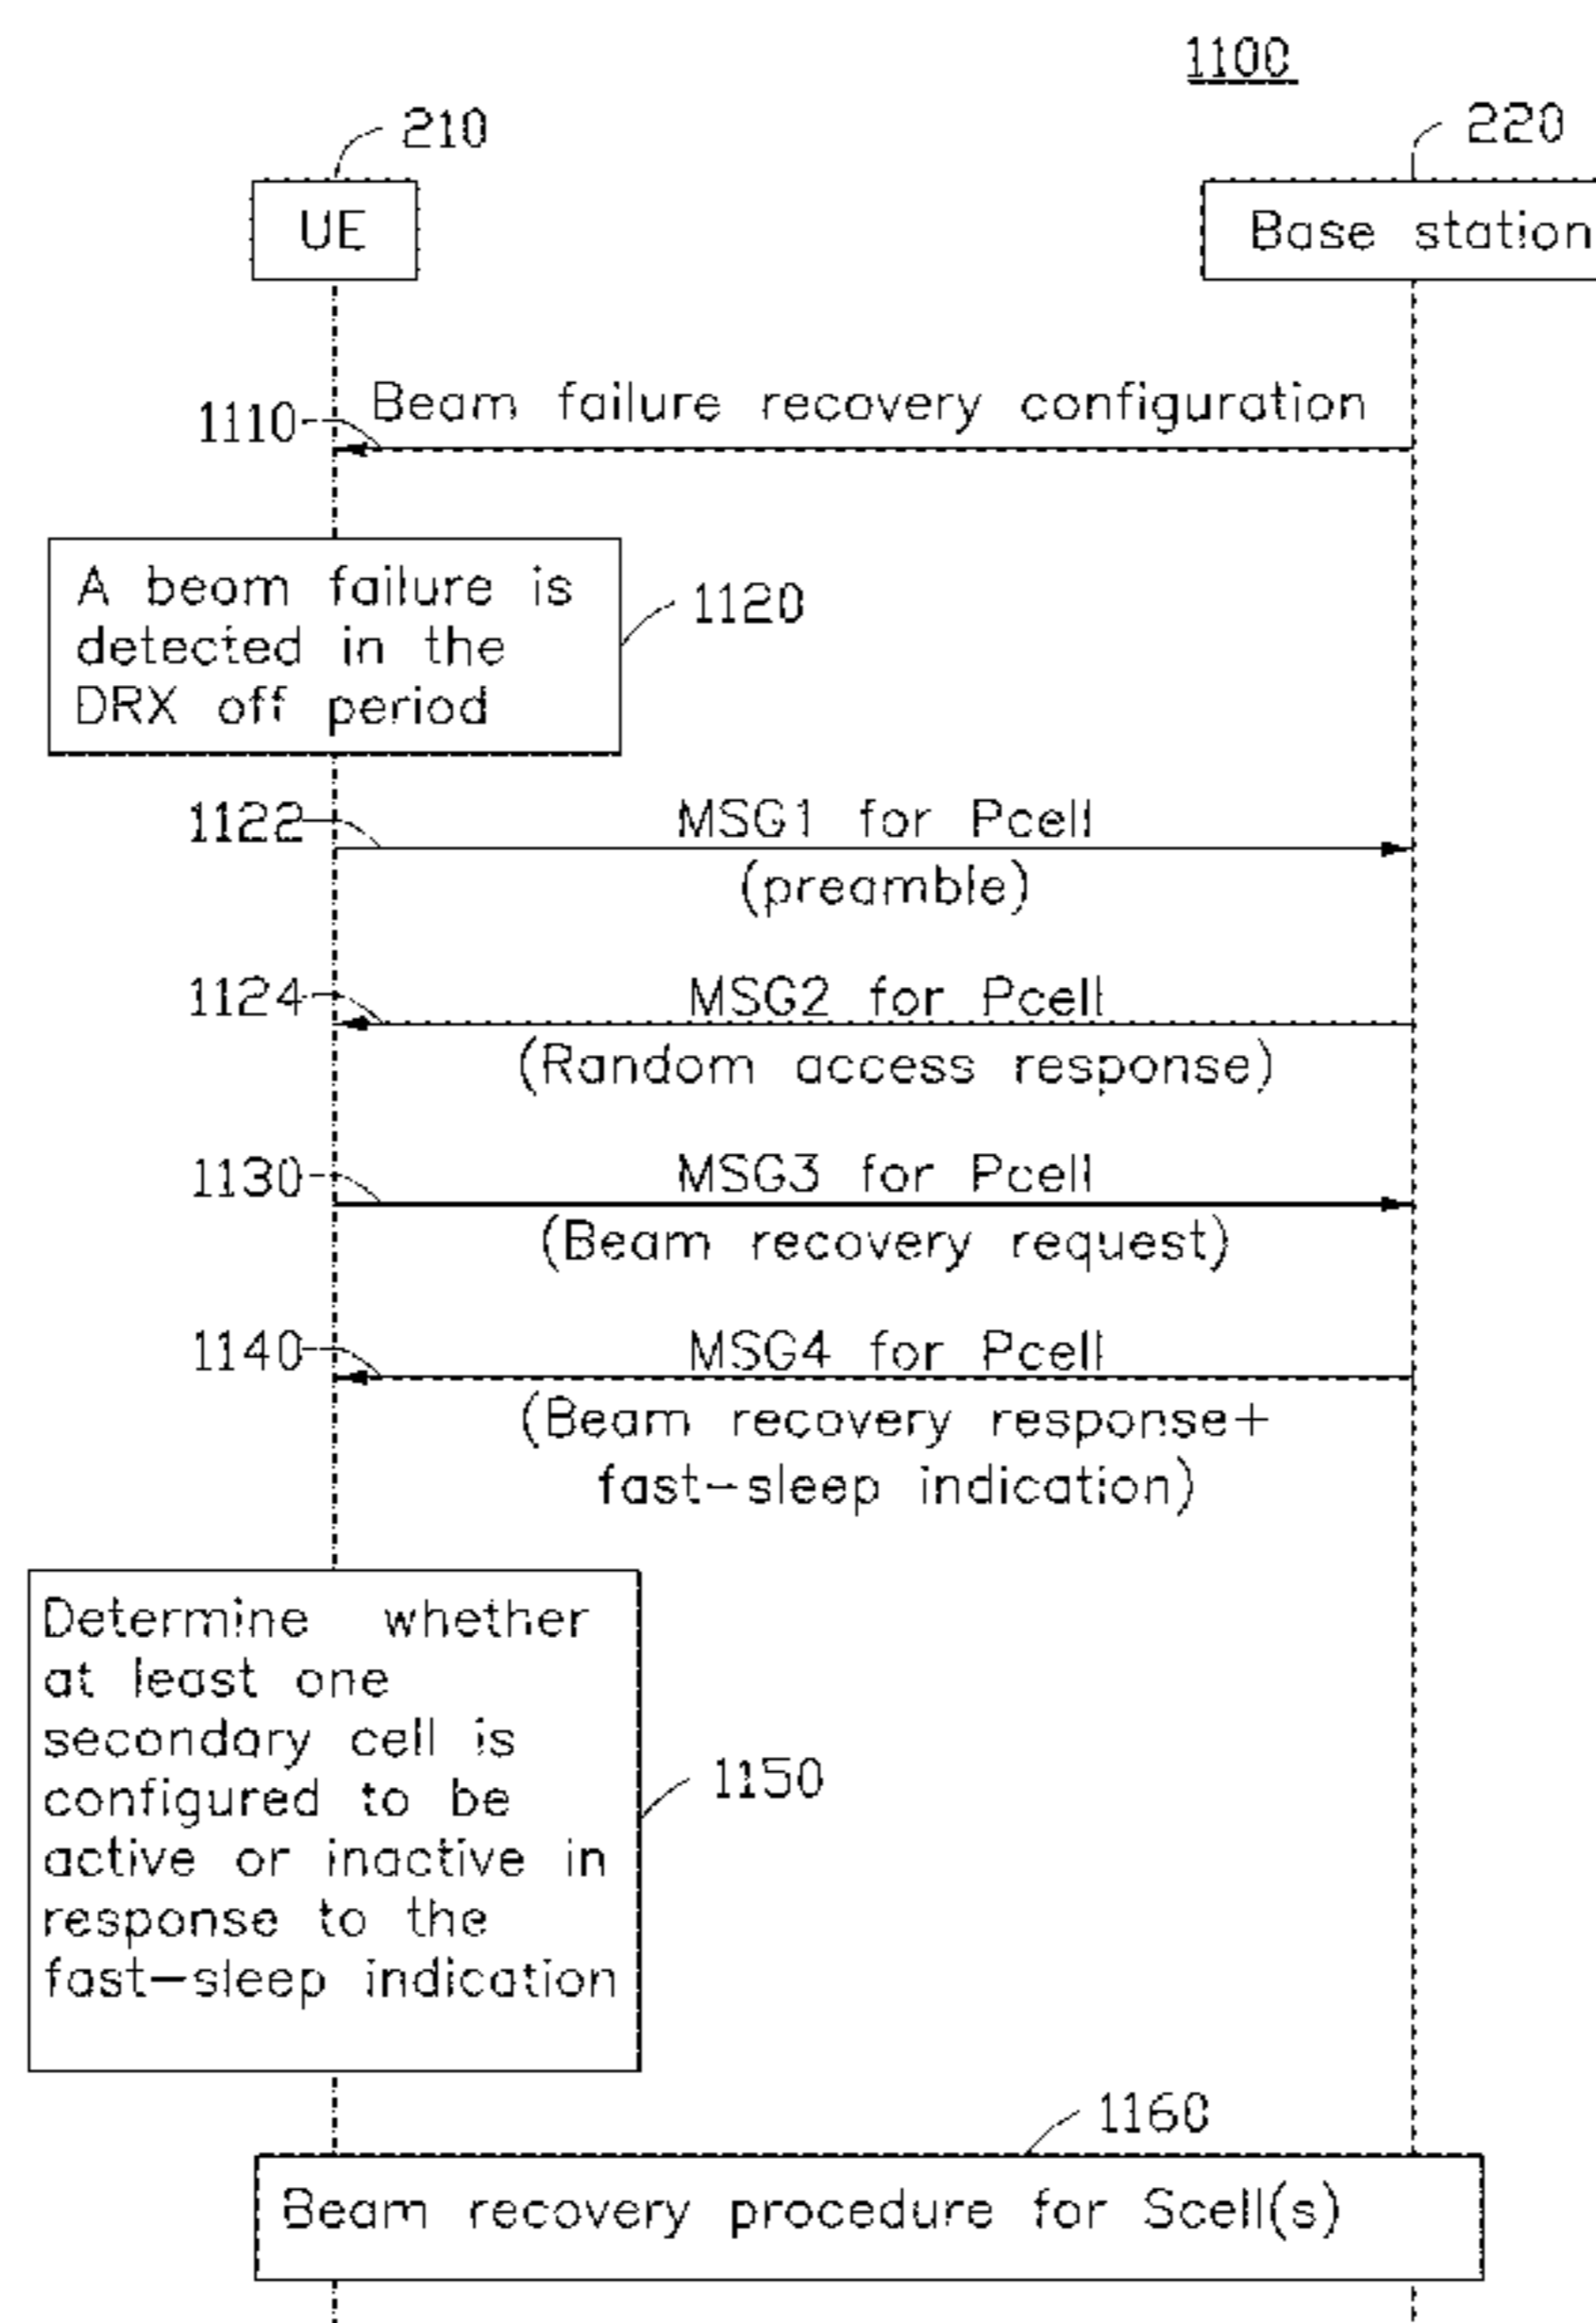 1100
210
220
UE
Base station
Beam failure recovery configuration
1110
A beam failure is
detected in the
DRX off period
1120
MSG1 for Pcell
1122
(preamble)
MSG2 for Pcell
1124
(Random access response)
MSG3 for Pcell
1130
(Beam recovery request)
MSG4 for Pcell
1140
(Beam recovery response+
fast-sleep indication)
Determine whether
at least one
secondary cell is
configured to be
active or inactive in
response to the
fast-sleep indication
1150
1160
Beam recovery procedure for Scell(s)